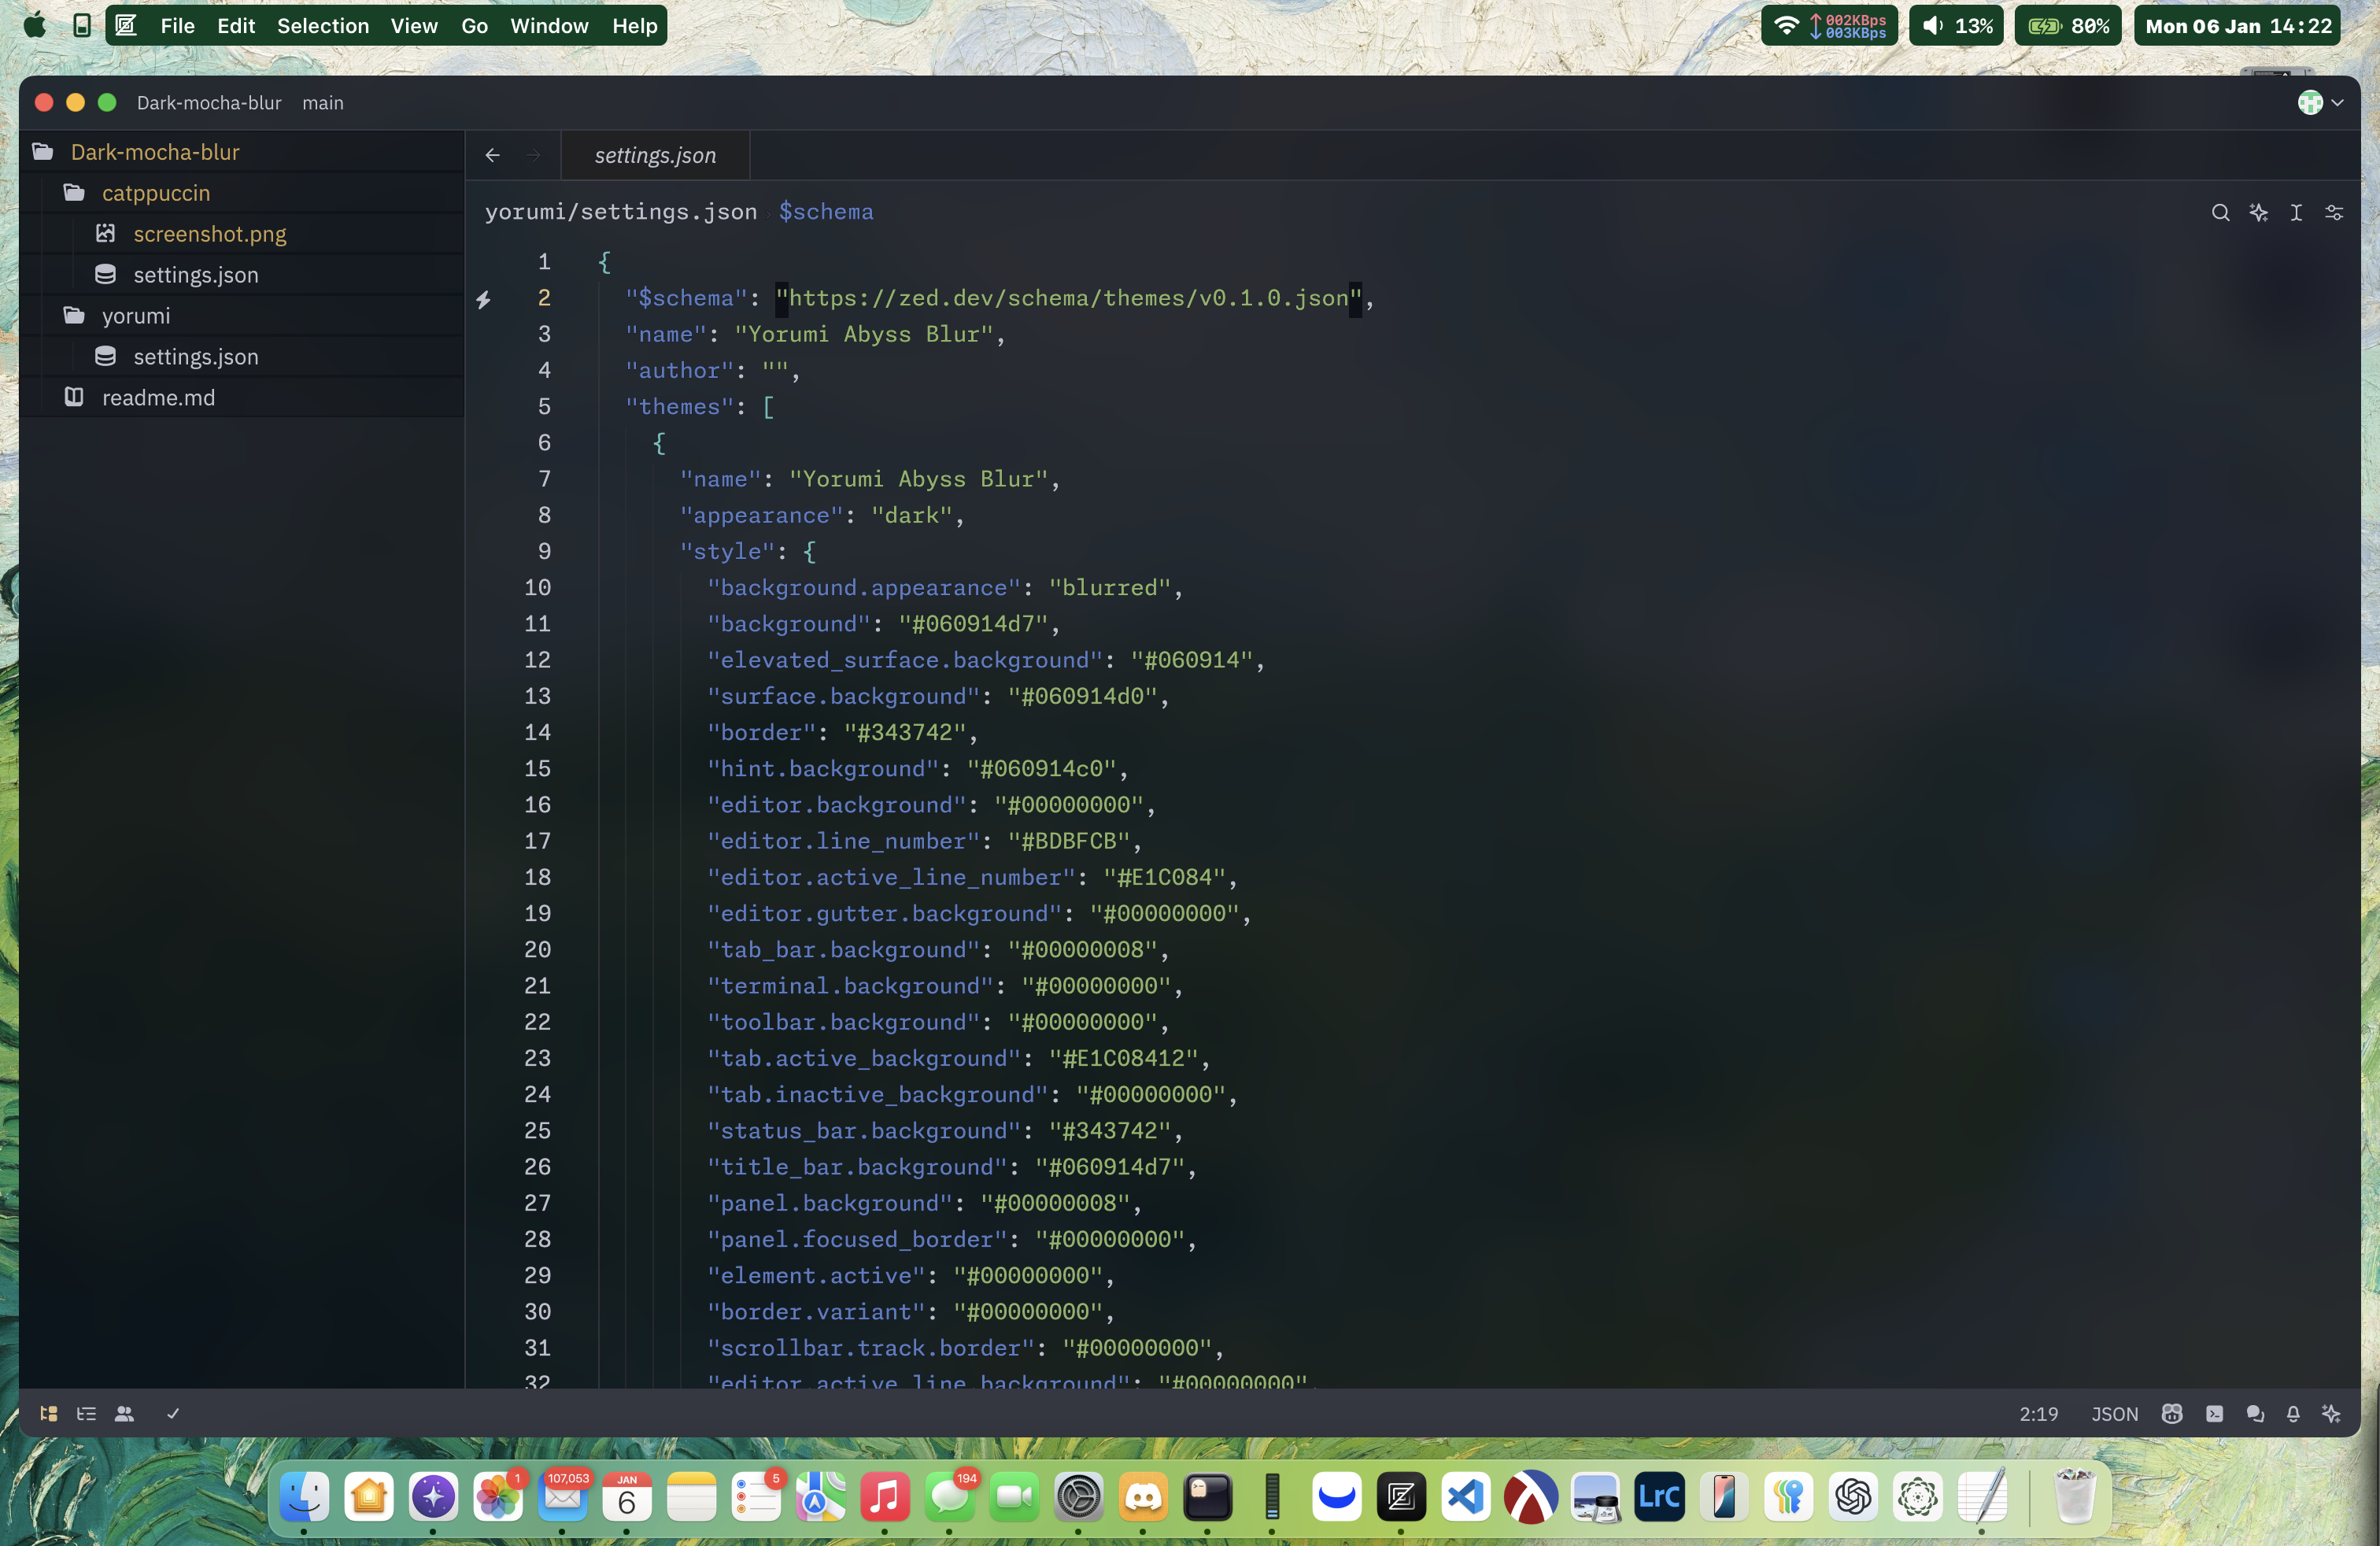 File Edit Selection View Go Window Help
002KBps
003KBps
13%
80%
Mon 06 Jan 14:22
Dark-mocha-blur main
Dark-mocha-blur
catppuccin
screenshot.png
settings.json
yorumi
settings.json
readme.md
settings.json
yorumi/settings.json › $schema
1 {
2 "$schema": "https://zed.dev/schema/themes/v0.1.0.json",
3 "name": "Yorumi Abyss Blur",
4 "author": "",
5 "themes": [
6 {
7 "name": "Yorumi Abyss Blur",
8 "appearance": "dark",
9 "style": {
10 "background.appearance": "blurred",
11 "background": "#060914d7",
12 "elevated_surface.background": "#060914",
13 "surface.background": "#060914d0",
14 "border": "#343742",
15 "hint.background": "#060914c0",
16 "editor.background": "#00000000",
17 "editor.line_number": "#BDBFCB",
18 "editor.active_line_number": "#E1C084",
19 "editor.gutter.background": "#00000000",
20 "tab_bar.background": "#00000008",
21 "terminal.background": "#00000000",
22 "toolbar.background": "#00000000",
23 "tab.active_background": "#E1C08412",
24 "tab.inactive_background": "#00000000",
25 "status_bar.background": "#343742",
26 "title_bar.background": "#060914d7",
27 "panel.background": "#00000008",
28 "panel.focused_border": "#00000000",
29 "element.active": "#00000000",
30 "border.variant": "#00000000",
31 "scrollbar.track.border": "#00000000",
32 "editor.active_line.background": "#00000000",
2:19 JSON
1
107,053
JAN
6
5
194
LrC